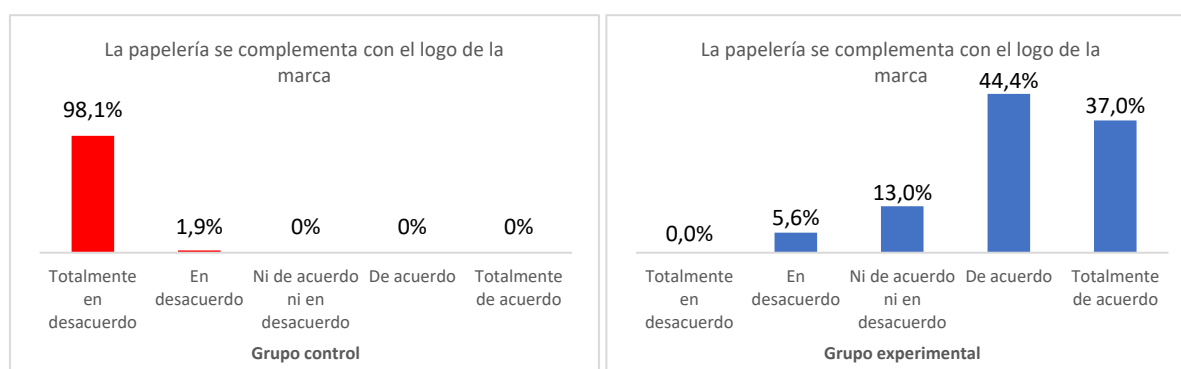 La papelería se complementa con el logo de la
marca
98,1%
1,9%
0%
0%
0%
Totalmente
en
desacuerdo
En
desacuerdo
Ni de acuerdo
ni en
desacuerdo
De acuerdo
Totalmente
de acuerdo
Grupo control
La papelería se complementa con el logo de la
marca
0,0%
5,6%
13,0%
44,4%
37,0%
Totalmente
en
desacuerdo
En
desacuerdo
Ni de acuerdo
ni en
desacuerdo
De acuerdo
Totalmente
de acuerdo
Grupo experimental